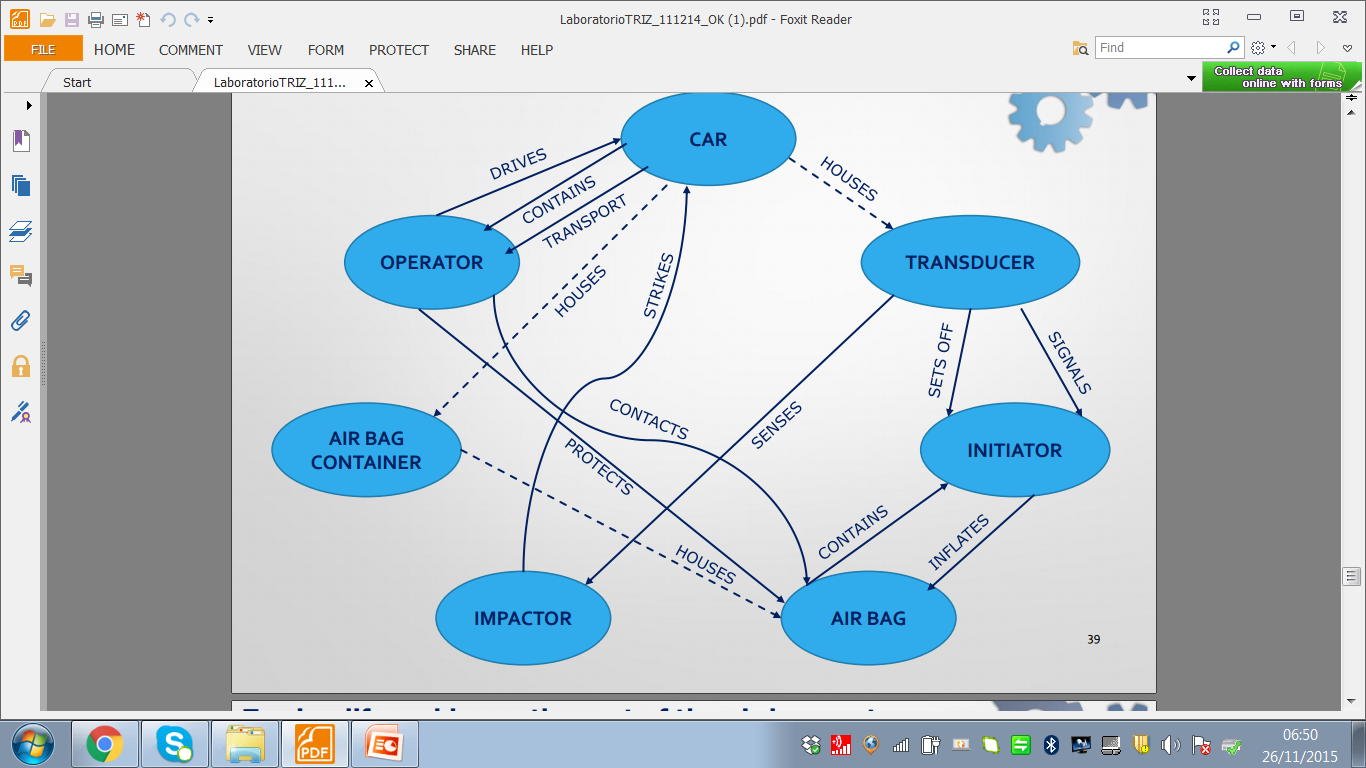 LaboratorioTRIZ_111214_OK (1).pdf - Foxit Reader
FILE
HOME
COMMENT
VIEW
FORM
PROTECT
SHARE
HELP
Find
Start
LaboratorioTRIZ_111...
Collect data
online with forms
CAR
DRIVES
CONTAINS
TRANSPORT
HOUSES
OPERATOR
TRANSDUCER
HOUSES
STRIKES
SETS OFF
SIGNALS
CONTACTS
SENSES
PROTECTS
AIR BAG
CONTAINER
INITIATOR
CONTAINS
INFLATES
HOUSES
IMPACTOR
AIR BAG
39
PDF
06:50
26/11/2015